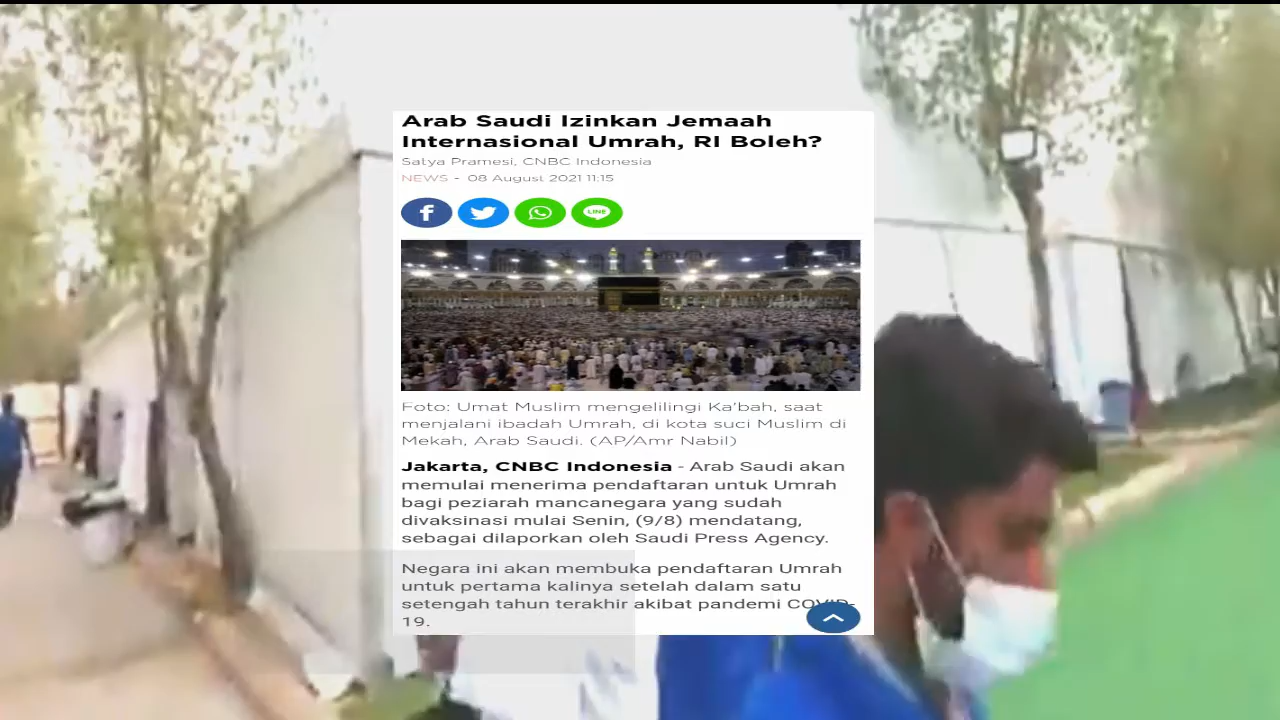 Arab Saudi Izinkan Jemaah
Internasional Umrah, RI Boleh?
Satya Pramesi, CNBC Indonesia
NEWS - 08 August 2021 11:15
LINE
Foto: Umat Muslim mengelilingi Ka'bah, saat
menjalani ibadah Umrah, di kota suci Muslim di
Mekah, Arab Saudi. (AP/Amr Nabil)
Jakarta, CNBC Indonesia - Arab Saudi akan
memulai menerima pendaftaran untuk Umrah
bagi peziarah mancanegara yang sudah
divaksinasi mulai Senin, (9/8) mendatang,
sebagai dilaporkan oleh Saudi Press Agency.
Negara ini akan membuka pendaftaran Umrah
untuk pertama kalinya setelah dalam satu
setengah tahun terakhir akibat pandemi COVID-
19.